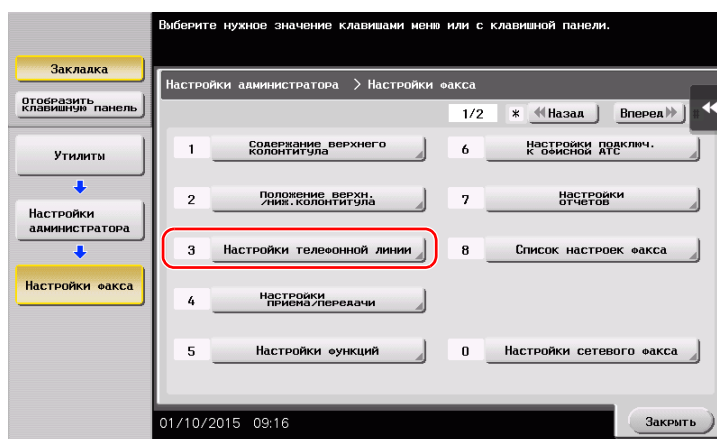 Выберите нужное значение клавишами меню или с клавишной панели.
Закладка
Отобразить
клавишную панель
Утилиты
Настройки
администратора
Настройки факса
Настройки администратора > Настройки факса
1/2 * Назад Вперед
1 Содержание верхнего
колонтитула
2 Положение верхн.
/ниж.колонтитула
3 Настройки телефонной линии
4 Настройки
приема/передачи
5 Настройки функций
6 Настройки подключ.
к офисной АТС
7 Настройки
отчетов
8 Список настроек факса
0 Настройки сетевого факса
01/10/2015 09:16
Закрыть